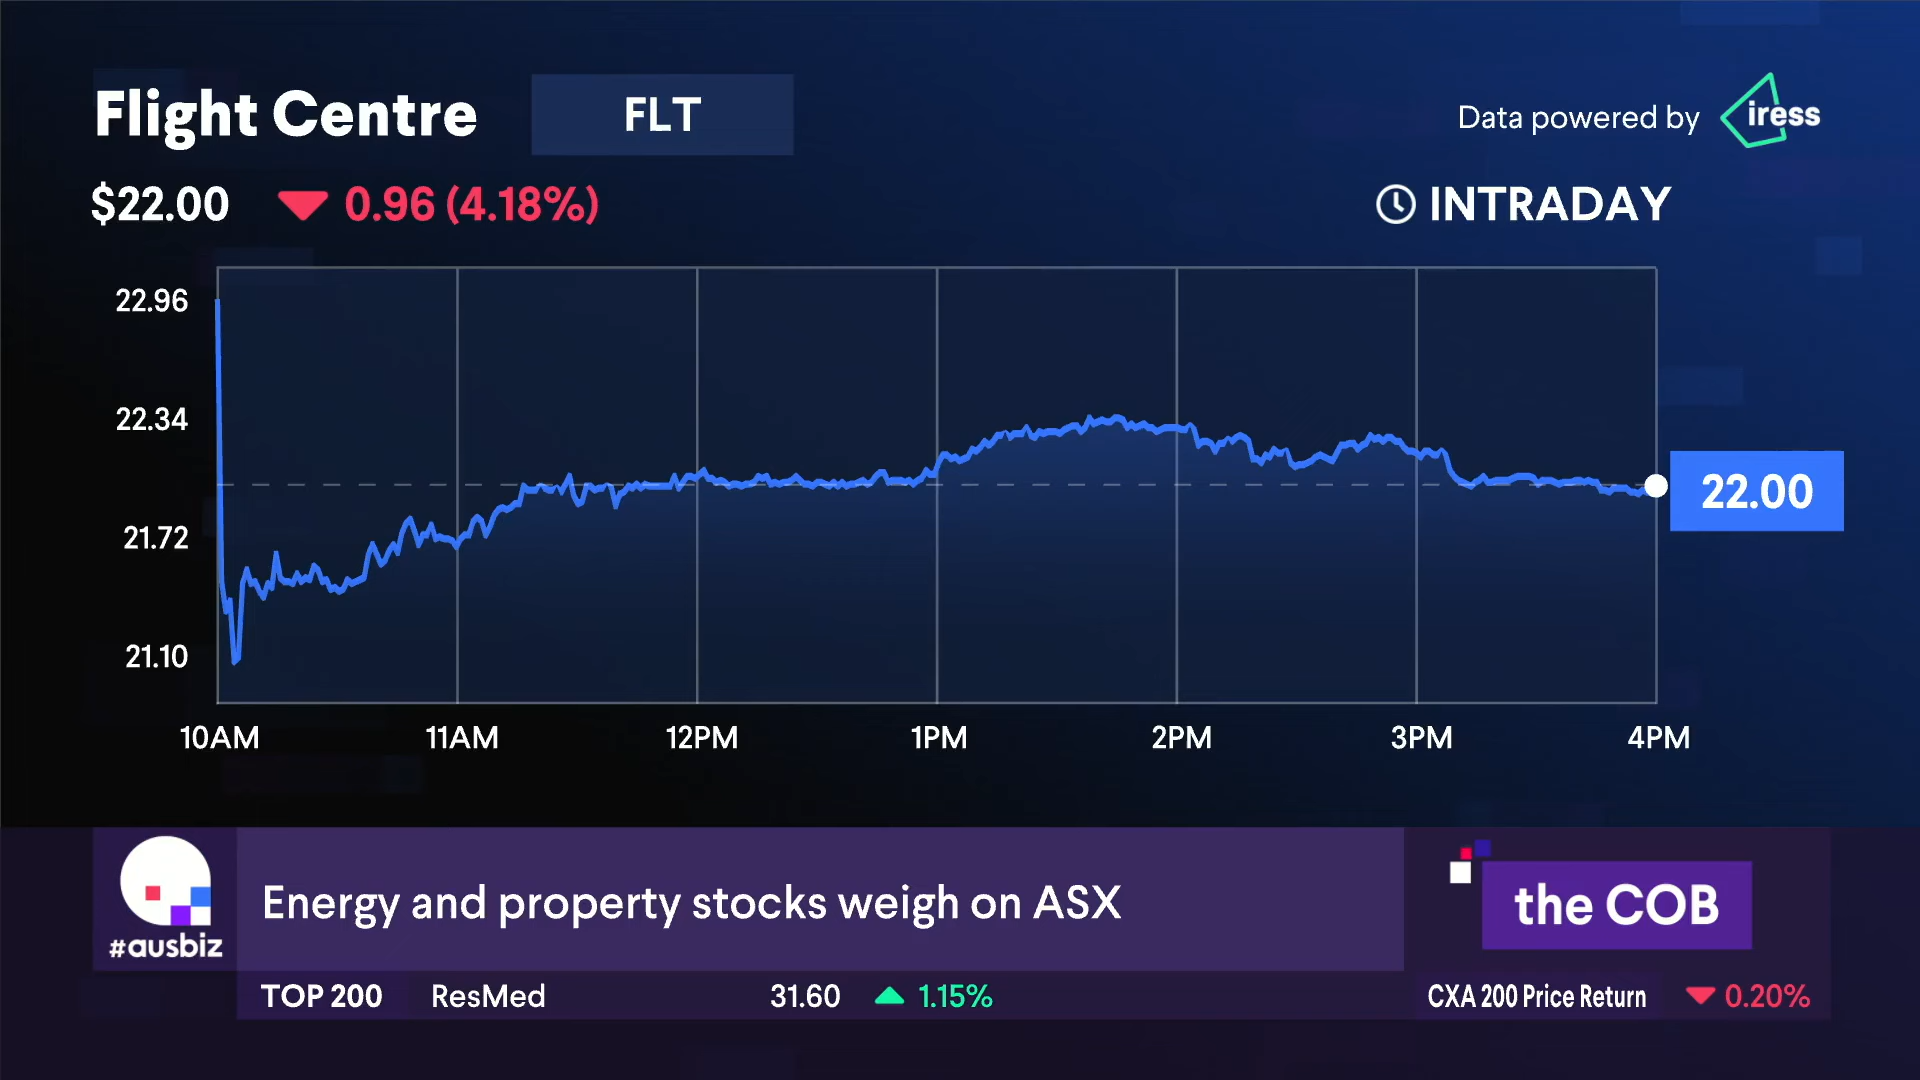 Flight Centre FLT
Data powered by iress
$22.00 0.96 (4.18%)
INTRADAY
22.96
22.34
21.72
21.10
22.00
10AM 11AM 12PM 1PM 2PM 3PM 4PM
#ausbiz
Energy and property stocks weigh on ASX
the COB
TOP 200 ResMed 31.60 1.15%
CXA 200 Price Return 0.20%